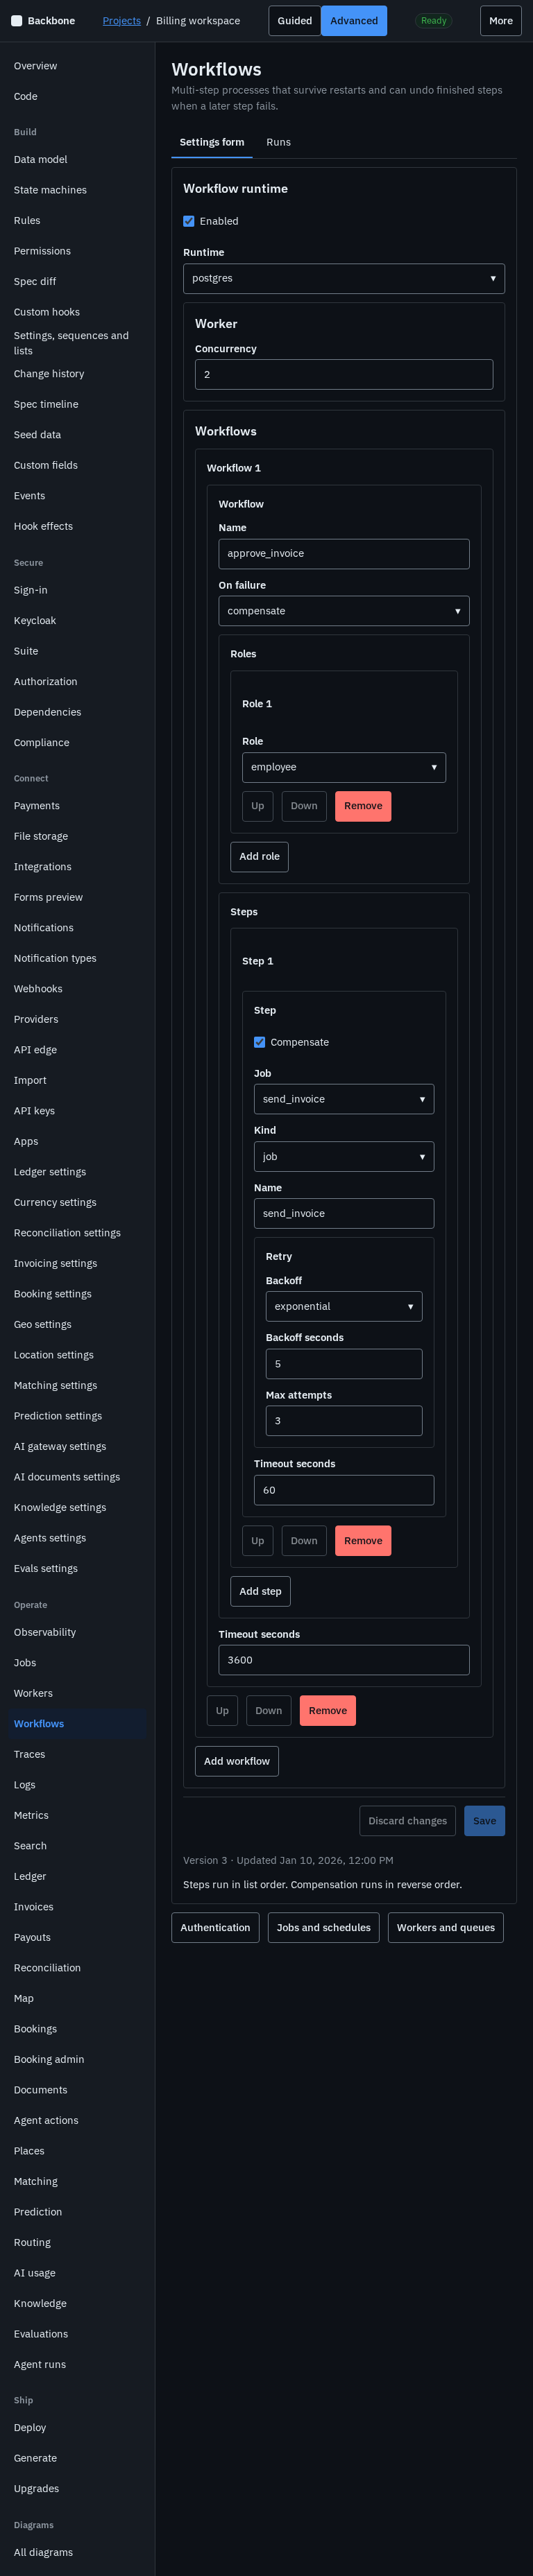 Backbone
Projects / Billing workspace
Guided
Advanced
Ready
More
Overview
Code
Build
Data model
State machines
Rules
Permissions
Spec diff
Custom hooks
Settings, sequences and
lists
Change history
Spec timeline
Seed data
Custom fields
Events
Hook effects
Secure
Sign-in
Keycloak
Suite
Authorization
Dependencies
Compliance
Connect
Payments
File storage
Integrations
Forms preview
Notifications
Notification types
Webhooks
Providers
API edge
Import
API keys
Apps
Ledger settings
Currency settings
Reconciliation settings
Invoicing settings
Booking settings
Geo settings
Location settings
Matching settings
Prediction settings
AI gateway settings
AI documents settings
Knowledge settings
Agents settings
Evals settings
Operate
Observability
Jobs
Workers
Workflows
Traces
Logs
Metrics
Search
Ledger
Invoices
Payouts
Reconciliation
Map
Bookings
Booking admin
Documents
Agent actions
Places
Matching
Prediction
Routing
AI usage
Knowledge
Evaluations
Agent runs
Ship
Deploy
Generate
Upgrades
Diagrams
All diagrams
Workflows
Multi-step processes that survive restarts and can undo finished steps
when a later step fails.
Settings form
Runs
Workflow runtime
Enabled
Runtime
postgres
Worker
Concurrency
2
Workflows
Workflow 1
Workflow
Name
approve_invoice
On failure
compensate
Roles
Role 1
Role
employee
Up
Down
Remove
Add role
Steps
Step 1
Step
Compensate
Job
send_invoice
Kind
job
Name
send_invoice
Retry
Backoff
exponential
Backoff seconds
5
Max attempts
3
Timeout seconds
60
Up
Down
Remove
Add step
Timeout seconds
3600
Up
Down
Remove
Add workflow
Discard changes
Save
Version 3 · Updated Jan 10, 2026, 12:00 PM
Steps run in list order. Compensation runs in reverse order.
Authentication
Jobs and schedules
Workers and queues